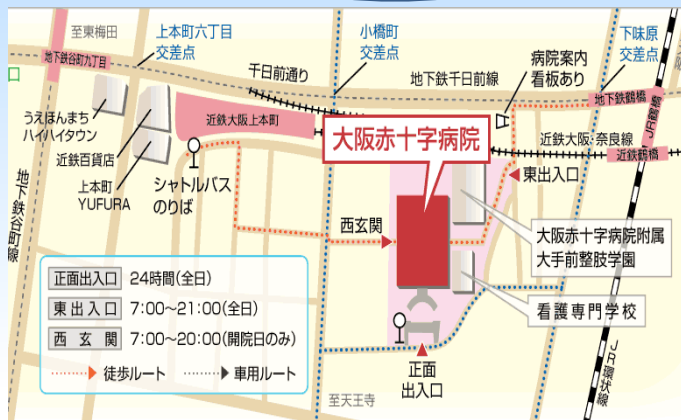 至東梅田
上本町六丁目
交差点
小橋町
交差点
下味原
交差点
地下鉄谷町九丁目
千日前通り
地下鉄千日前線
病院案内
看板あり
地下鉄鶴橋
JR鶴橋
うえほんまち
ハイハイタウン
近鉄百貨店
上本町
YUFURA
近鉄大阪上本町
大阪赤十字病院
近鉄大阪・奈良線
近鉄鶴橋
シャトルバス
のりば
東出入口
地下鉄谷町線
西玄関
大阪赤十字病院附属
大手前整肢学園
看護専門学校
正面出入口 24時間(全日)
東出入口 7:00～21:00(全日)
西玄関 7:00～20:00(開院日のみ)
徒歩ルート 車用ルート
正面
出入口
至天王寺
JR環状線